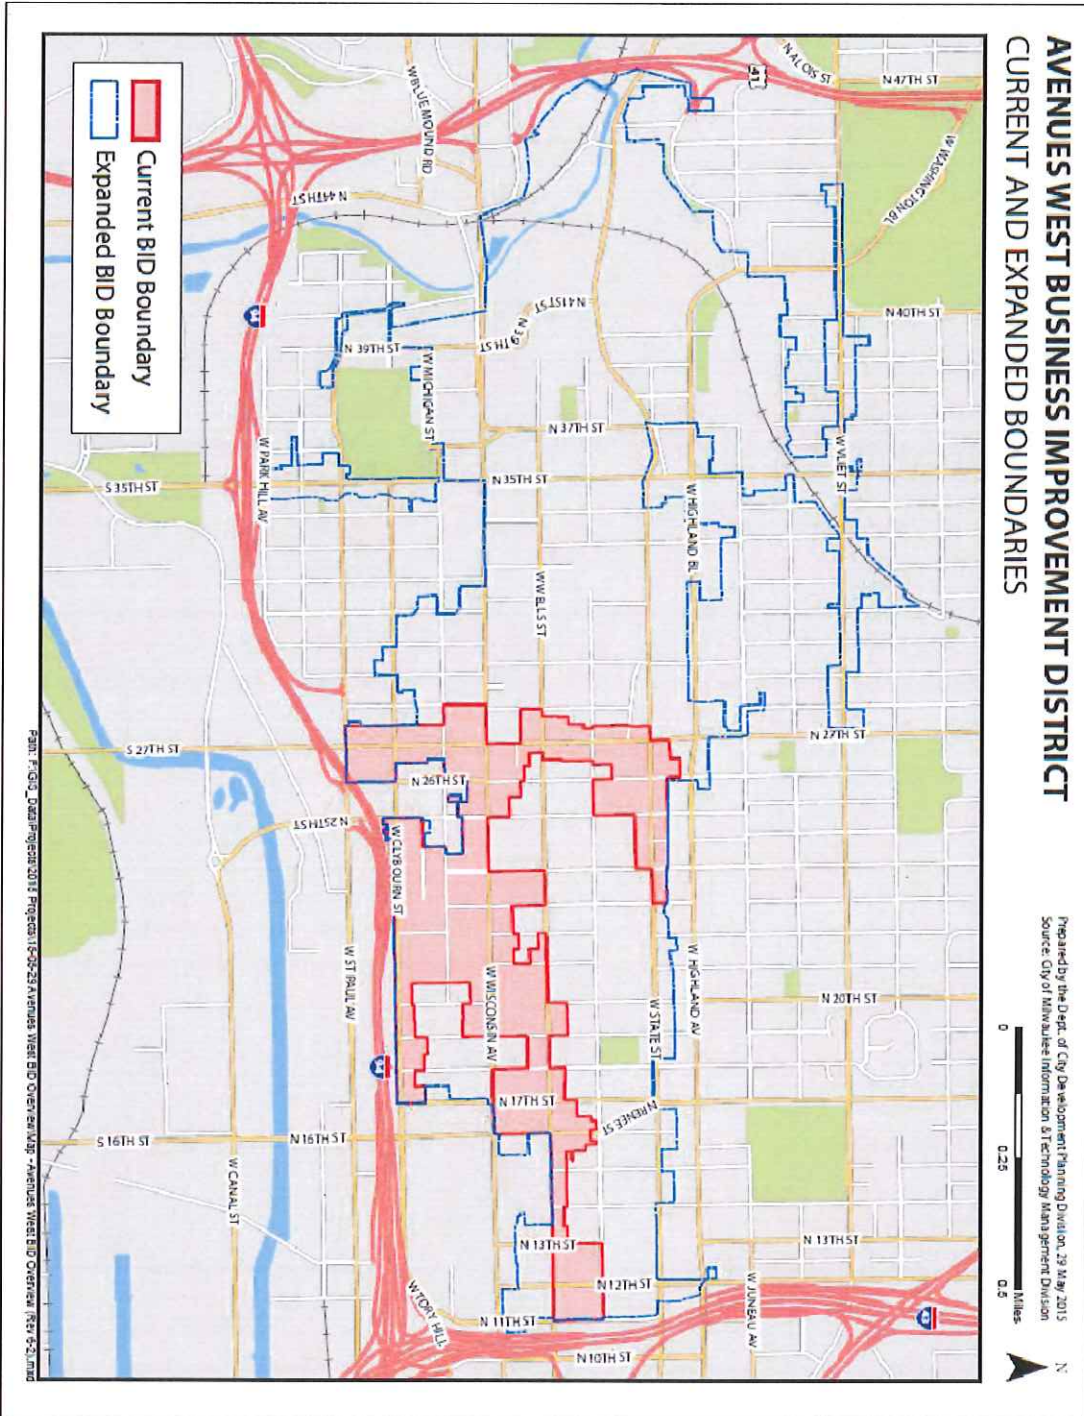 AVENUES WEST BUSINESS IMPROVEMENT DISTRICT
CURRENT AND EXPANDED BOUNDARIES
Prepared by the Dept. of City Development Planning Division, 29 May 2015
Source: City of Milwaukee Information & Technology Management Division
0
0.25
0.5
Miles
N
N ALOIS ST
N 47TH ST
41
W WASHINGTON BL
W BLUEMOUND RD
N 44TH ST
N 41ST ST
N 40TH ST
N 39TH ST
N 39TH ST
W MICHIGAN ST
N 37TH ST
W VLIET ST
W PARK HILL AV
S 35TH ST
N 35TH ST
W HIGHLAND BL
W WELLS ST
S 27TH ST
N 27TH ST
N 26TH ST
N 25TH ST
W CLYBOURN ST
W ST PAUL AV
W WISCONSIN AV
W STATE ST
W HIGHLAND AV
N 20TH ST
N 17TH ST
N RENEE ST
S 16TH ST
N 16TH ST
W CANAL ST
N 13TH ST
N 13TH ST
N 12TH ST
W JUNEAU AV
W TORY HILL
N 11TH ST
N 10TH ST
Current BID Boundary
Expanded BID Boundary